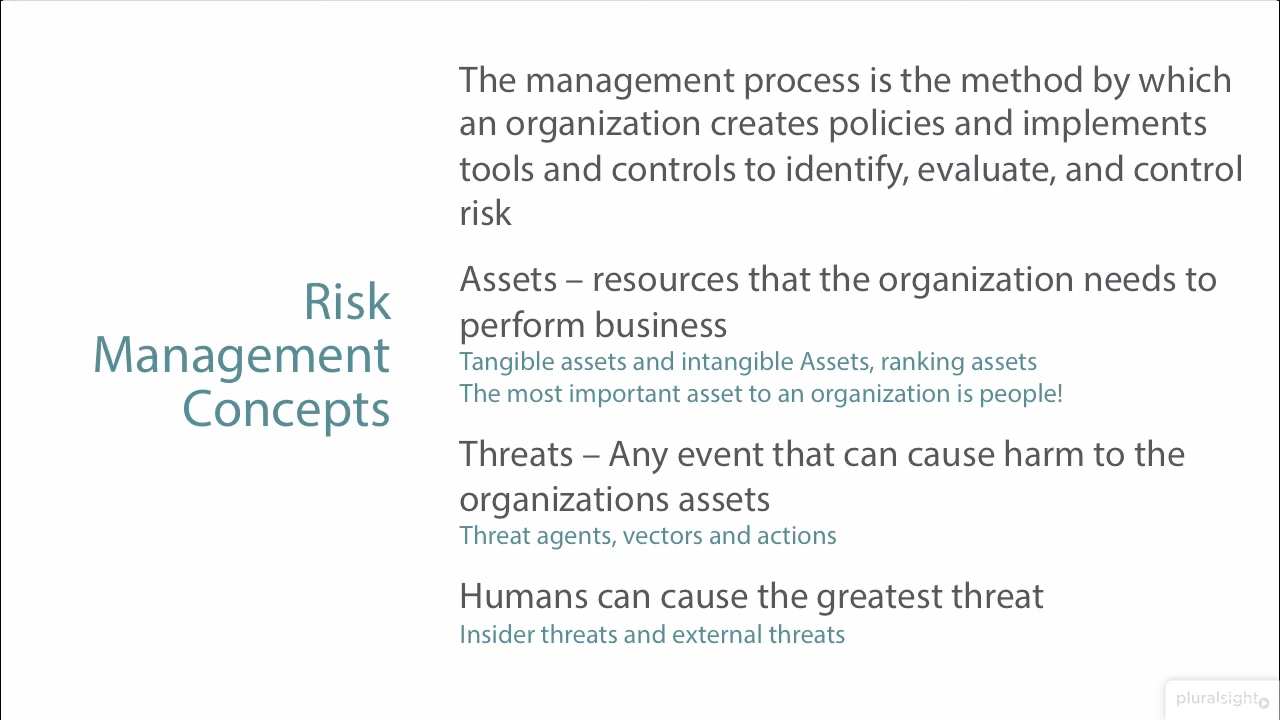 Risk
Management
Concepts
The management process is the method by which
an organization creates policies and implements
tools and controls to identify, evaluate, and control
risk
Assets – resources that the organization needs to
perform business
Tangible assets and intangible Assets, ranking assets
The most important asset to an organization is people!
Threats – Any event that can cause harm to the
organizations assets
Threat agents, vectors and actions
Humans can cause the greatest threat
Insider threats and external threats
pluralsight